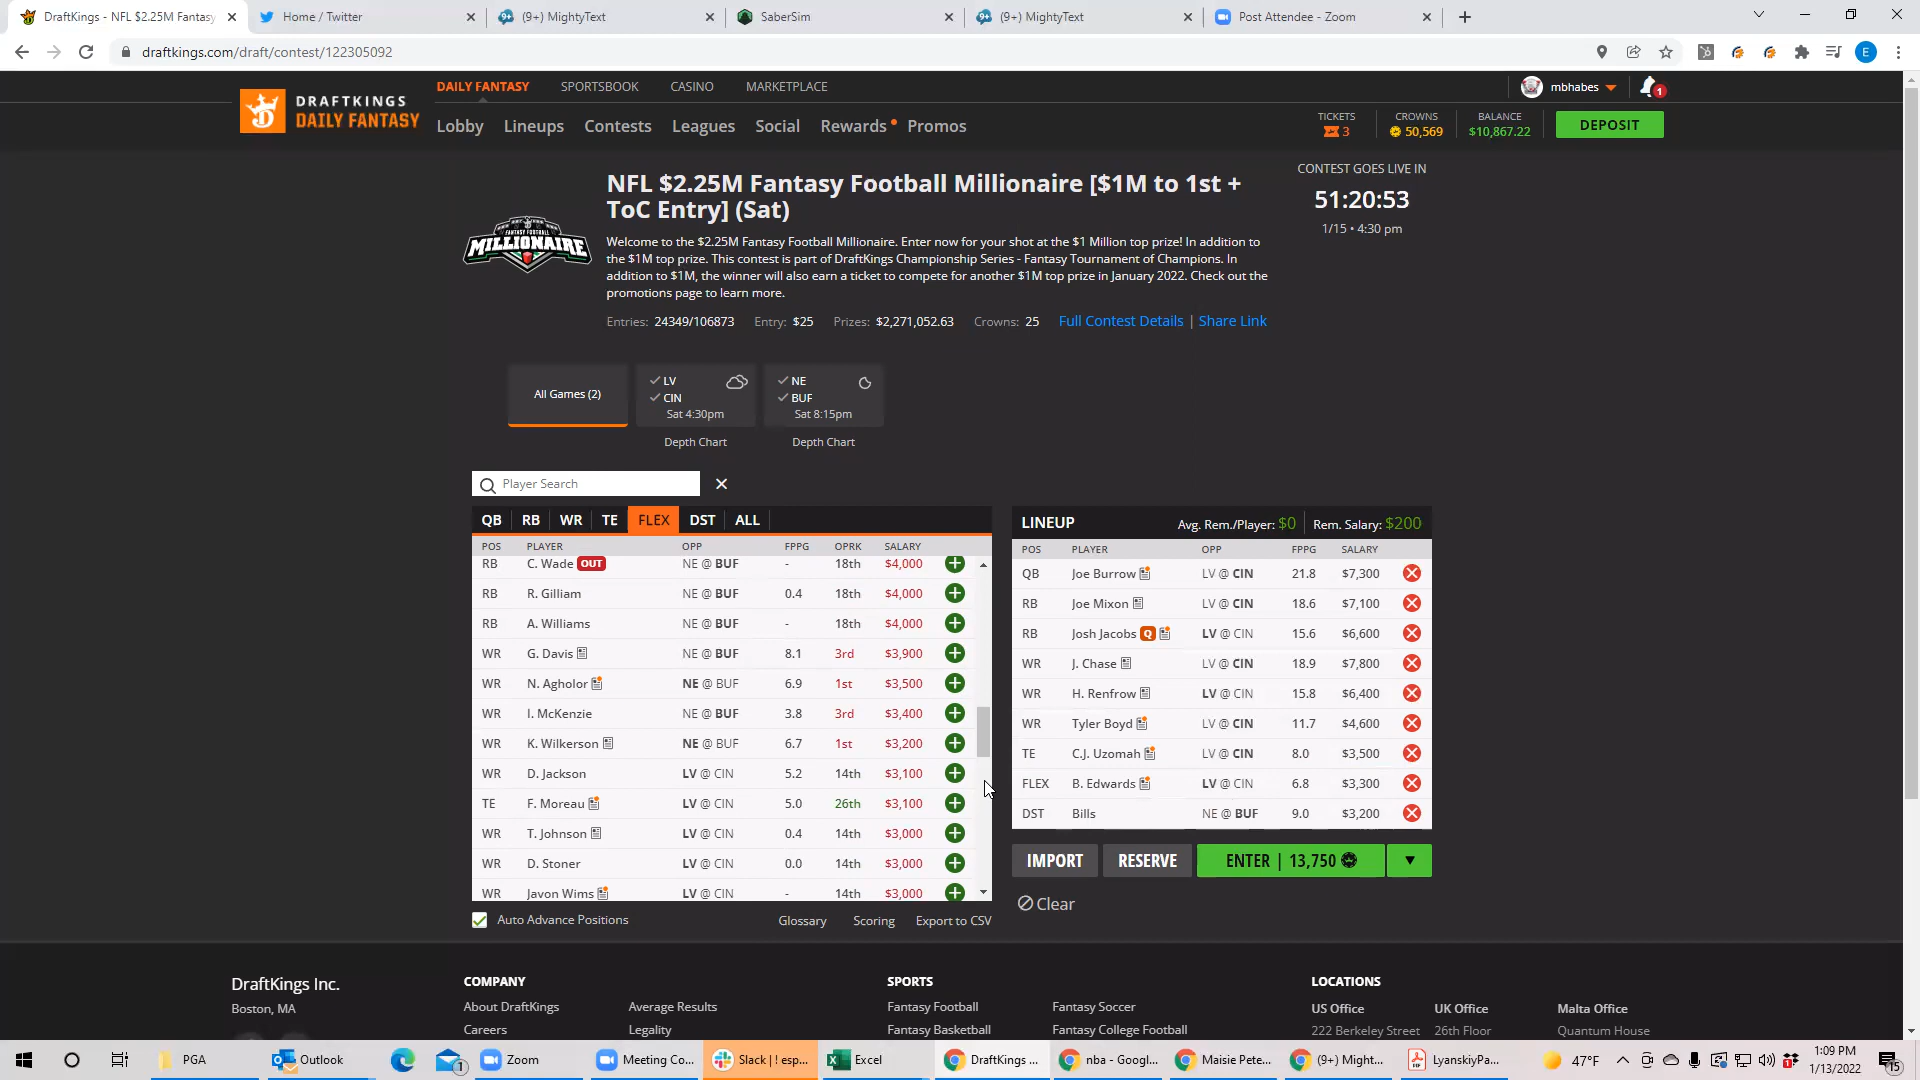 DraftKings - NFL $2.25M Fantasy
Home / Twitter
(9+) MightyText
SaberSim
(9+) MightyText
Post Attendee - Zoom
draftkings.com/draft/contest/122305092
E
DRAFTKINGS
DAILY FANTASY
DAILY FANTASY SPORTSBOOK CASINO MARKETPLACE
mbhabes
1
Lobby Lineups Contests Leagues Social Rewards Promos
TICKETS
3
CROWNS
50,569
BALANCE
$10,867.22
DEPOSIT
FANTASY FOOTBALL
MILLIONAIRE
NFL $2.25M Fantasy Football Millionaire [$1M to 1st +
ToC Entry] (Sat)
Welcome to the $2.25M Fantasy Football Millionaire. Enter now for your shot at the $1 Million top prize! In addition to
the $1M top prize. This contest is part of DraftKings Championship Series - Fantasy Tournament of Champions. In
addition to $1M, the winner will also earn a ticket to compete for another $1M top prize in January 2022. Check out the
promotions page to learn more.
Entries: 24349/106873 Entry: $25 Prizes: $2,271,052.63 Crowns: 25 Full Contest Details | Share Link
CONTEST GOES LIVE IN
51:20:53
1/15 • 4:30 pm
All Games (2)
LV
CIN
Sat 4:30pm
Depth Chart
NE
BUF
Sat 8:15pm
Depth Chart
Player Search
QB RB WR TE FLEX DST ALL
POS PLAYER OPP FPPG OPRK SALARY
RB C. Wade OUT NE @ BUF - 18th $4,000
RB R. Gilliam NE @ BUF 0.4 18th $4,000
RB A. Williams NE @ BUF - 18th $4,000
WR G. Davis NE @ BUF 8.1 3rd $3,900
WR N. Agholor NE @ BUF 6.9 1st $3,500
WR I. McKenzie NE @ BUF 3.8 3rd $3,400
WR K. Wilkerson NE @ BUF 6.7 1st $3,200
WR D. Jackson LV @ CIN 5.2 14th $3,100
TE F. Moreau LV @ CIN 5.0 26th $3,100
WR T. Johnson LV @ CIN 0.4 14th $3,000
WR D. Stoner LV @ CIN 0.0 14th $3,000
WR Javon Wims LV @ CIN - 14th $3,000
Auto Advance Positions
Glossary Scoring Export to CSV
LINEUP Avg. Rem./Player: $0 Rem. Salary: $200
POS PLAYER OPP FPPG SALARY
QB Joe Burrow LV @ CIN 21.8 $7,300
RB Joe Mixon LV @ CIN 18.6 $7,100
RB Josh Jacobs Q LV @ CIN 15.6 $6,600
WR J. Chase LV @ CIN 18.9 $7,800
WR H. Renfrow LV @ CIN 15.8 $6,400
WR Tyler Boyd LV @ CIN 11.7 $4,600
TE C.J. Uzomah LV @ CIN 8.0 $3,500
FLEX B. Edwards LV @ CIN 6.8 $3,300
DST Bills NE @ BUF 9.0 $3,200
IMPORT RESERVE ENTER | 13,750
Clear
DraftKings Inc.
Boston, MA
COMPANY
About DraftKings Average Results
Careers Legality
SPORTS
Fantasy Football Fantasy Soccer
Fantasy Basketball Fantasy College Football
LOCATIONS
US Office UK Office Malta Office
222 Berkeley Street 26th Floor Quantum House
PGA
Outlook
1
Zoom
Meeting Co...
Slack | ! esp...
Excel
DraftKings ...
nba - Googl...
Maisie Pete...
(9+) Might...
LyanskiyPa...
47°F
1:09 PM
1/13/2022
15